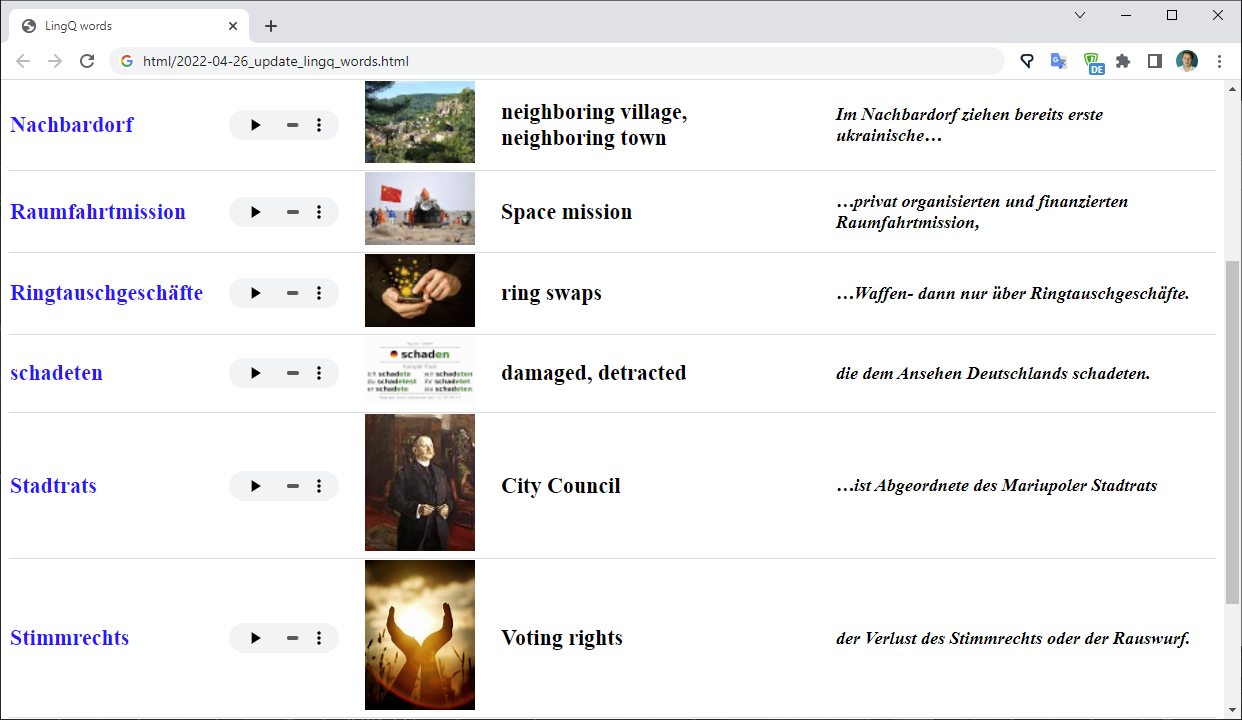 LingQ words
html/2022-04-26_update_lingq_words.html
DE
Nachbardorf
neighboring village,
neighboring town
Im Nachbardorf ziehen bereits erste
ukrainische…
Raumfahrtmission
Space mission
…privat organisierten und finanzierten
Raumfahrtmission,
Ringtauschgeschäfte
ring swaps
…Waffen- dann nur über Ringtauschgeschäfte.
schadeten
schaden
ich schadete wir schadeten
du schadetest ihr schadetet
er schadete sie schadeten
damaged, detracted
die dem Ansehen Deutschlands schadeten.
Stadtrats
City Council
…ist Abgeordnete des Mariupoler Stadtrats
Stimmrechts
Voting rights
der Verlust des Stimmrechts oder der Rauswurf.